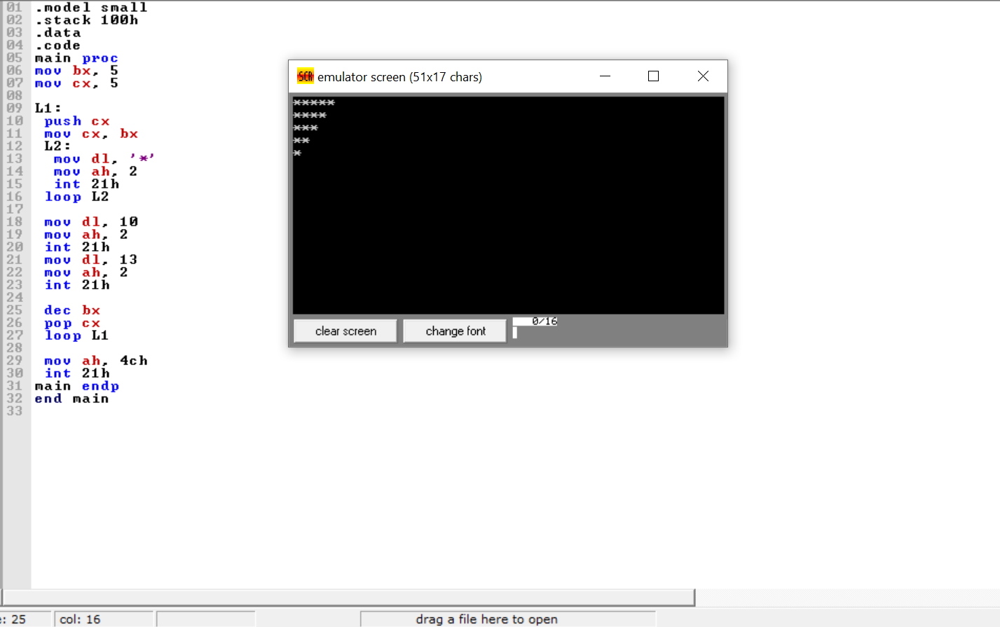 01 .model small
02 .stack 100h
03 .data
04 .code
05 main proc
06 mov bx, 5
07 mov cx, 5
08
09 L1:
10 push cx
11 mov cx, bx
12 L2:
13 mov dl, '*'
14 mov ah, 2
15 int 21h
16 loop L2
17
18 mov dl, 10
19 mov ah, 2
20 int 21h
21 mov dl, 13
22 mov ah, 2
23 int 21h
24
25 dec bx
26 pop cx
27 loop L1
28
29 mov ah, 4ch
30 int 21h
31 main endp
32 end main
33
SCR emulator screen (51x17 chars)
*****
****
***
**
*
clear screen change font 0/16
: 25 col: 16 drag a file here to open